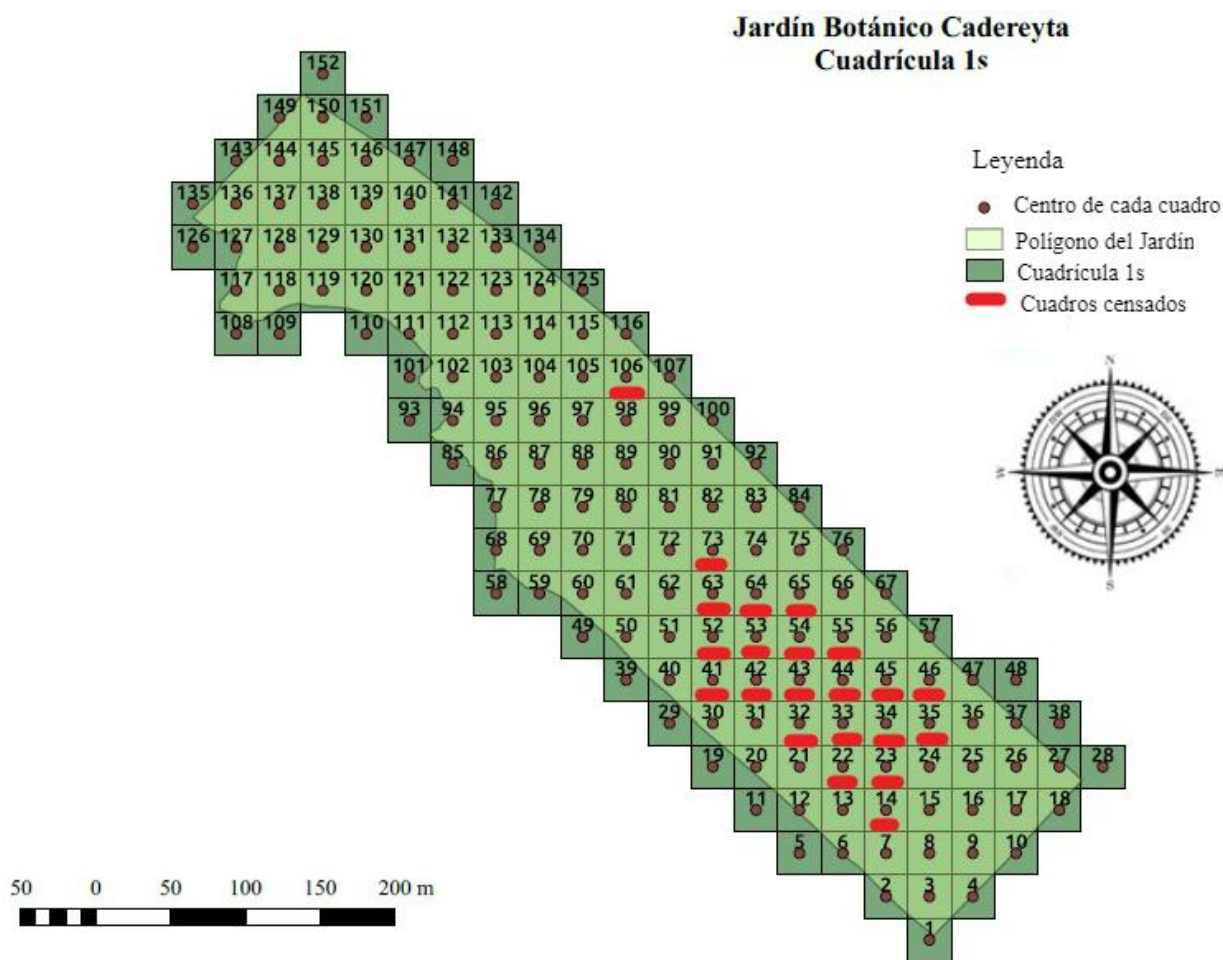 Jardín Botánico Cadereyta
Cuadrícula 1s
152
149 150 151
143 144 145 146 147 148
135 136 137 138 139 140 141 142
126 127 128 129 130 131 132 133 134
117 118 119 120 121 122 123 124 125
108 109 110 111 112 113 114 115 116
101 102 103 104 105 106 107
93 94 95 96 97 98 99 100
85 86 87 88 89 90 91 92
77 78 79 80 81 82 83 84
68 69 70 71 72 73 74 75 76
58 59 60 61 62 63 64 65 66 67
49 50 51 52 53 54 55 56 57
39 40 41 42 43 44 45 46 47 48
29 30 31 32 33 34 35 36 37 38
19 20 21 22 23 24 25 26 27 28
11 12 13 14 15 16 17 18
5 6 7 8 9 10
2 3 4
1
Leyenda
Centro de cada cuadro
Polígono del Jardín
Cuadrícula 1s
Cuadros censados
N
W
S
50 0 50 100 150 200 m